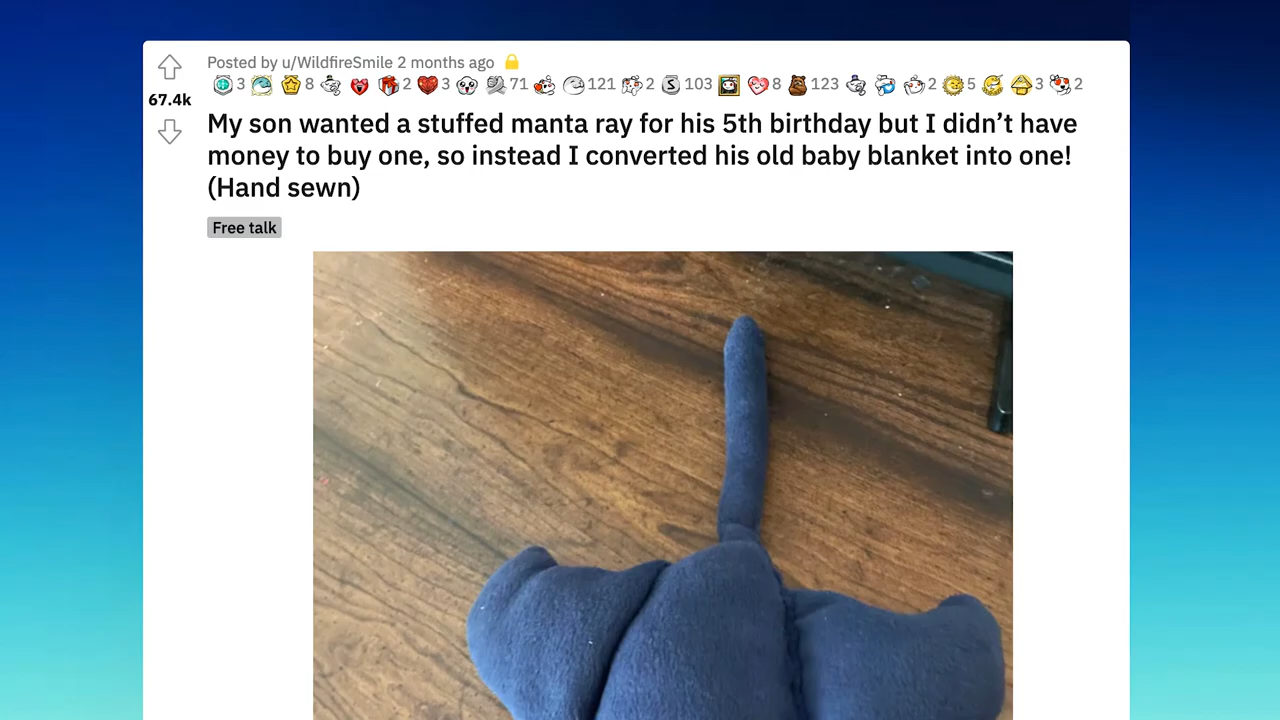 Posted by u/WildfireSmile 2 months ago
3 8 2 3 71 121 2 103 8 123 2 5 3 2
67.4k
My son wanted a stuffed manta ray for his 5th birthday but I didn’t have
money to buy one, so instead I converted his old baby blanket into one!
(Hand sewn)
Free talk